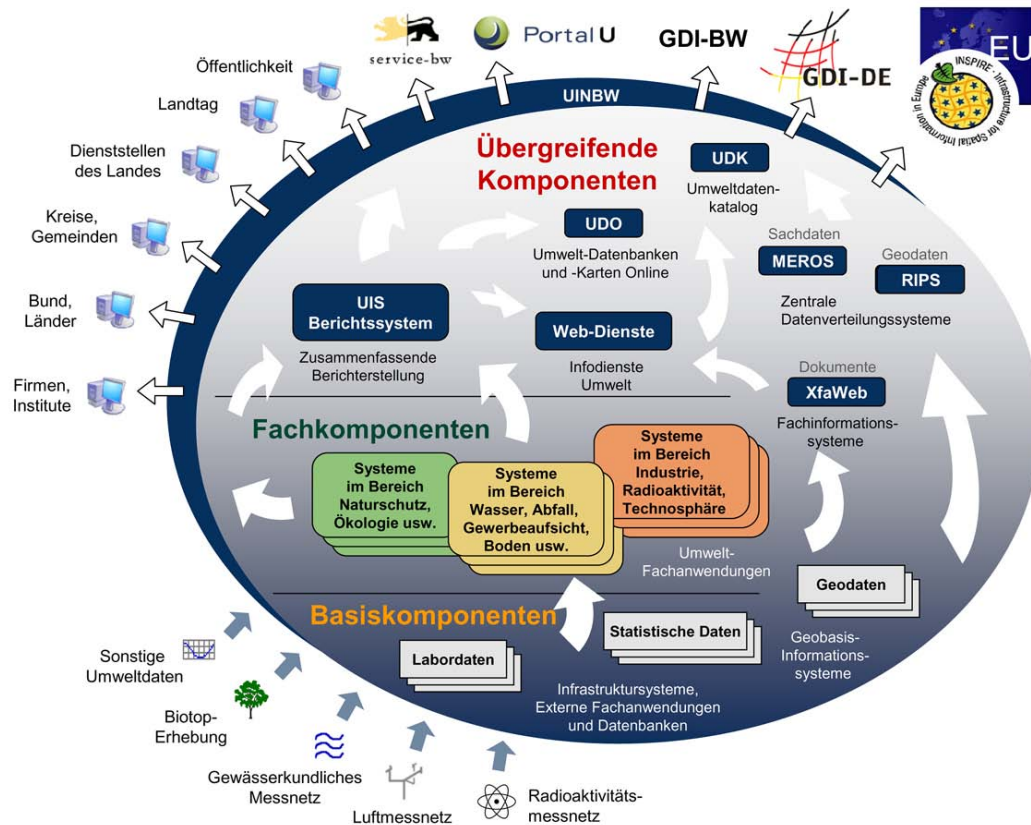 service-bw
Portal U
GDI-BW
GDI-DE
EU
INSPIRE · Infrastructure for Spatial Information in Europe
UINBW
Öffentlichkeit
Landtag
Dienststellen
des Landes
Kreise,
Gemeinden
Bund,
Länder
Firmen,
Institute
Übergreifende
Komponenten
UDK
Umweltdaten-
katalog
UDO
Umwelt-Datenbanken
und -Karten Online
Sachdaten
MEROS
Geodaten
RIPS
Zentrale
Datenverteilungssysteme
UIS
Berichtssystem
Zusammenfassende
Berichterstellung
Web-Dienste
Infodienste
Umwelt
Dokumente
XfaWeb
Fachinformations-
systeme
Fachkomponenten
Systeme
im Bereich
Naturschutz,
Ökologie usw.
Systeme
im Bereich
Wasser, Abfall,
Gewerbeaufsicht,
Boden usw.
Systeme
im Bereich
Industrie,
Radioaktivität,
Technosphäre
Umwelt-
Fachanwendungen
Basiskomponenten
Labordaten
Statistische Daten
Geodaten
Geobasis-
Informations-
systeme
Infrastruktursysteme,
Externe Fachanwendungen
und Datenbanken
Sonstige
Umweltdaten
Biotop-
Erhebung
Gewässerkundliches
Messnetz
Luftmessnetz
Radioaktivitäts-
messnetz